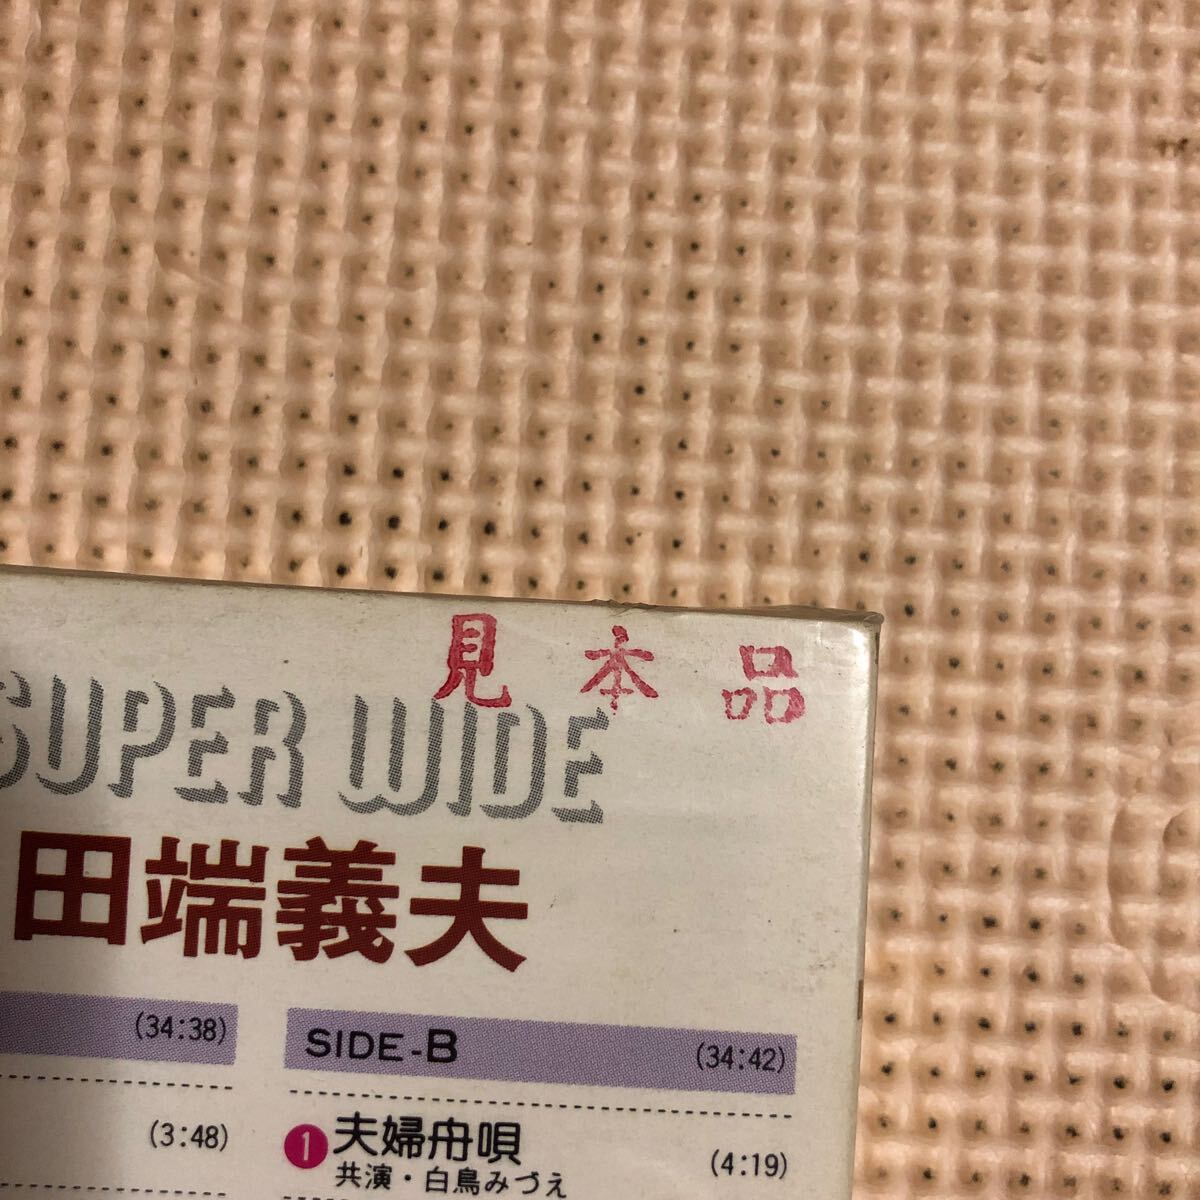 見本品
SUPER WIDE
田端義夫
(34:38)
SIDE-B (34:42)
(3:48)
1 夫婦舟唄 (4:19)
共演・白鳥みづえ